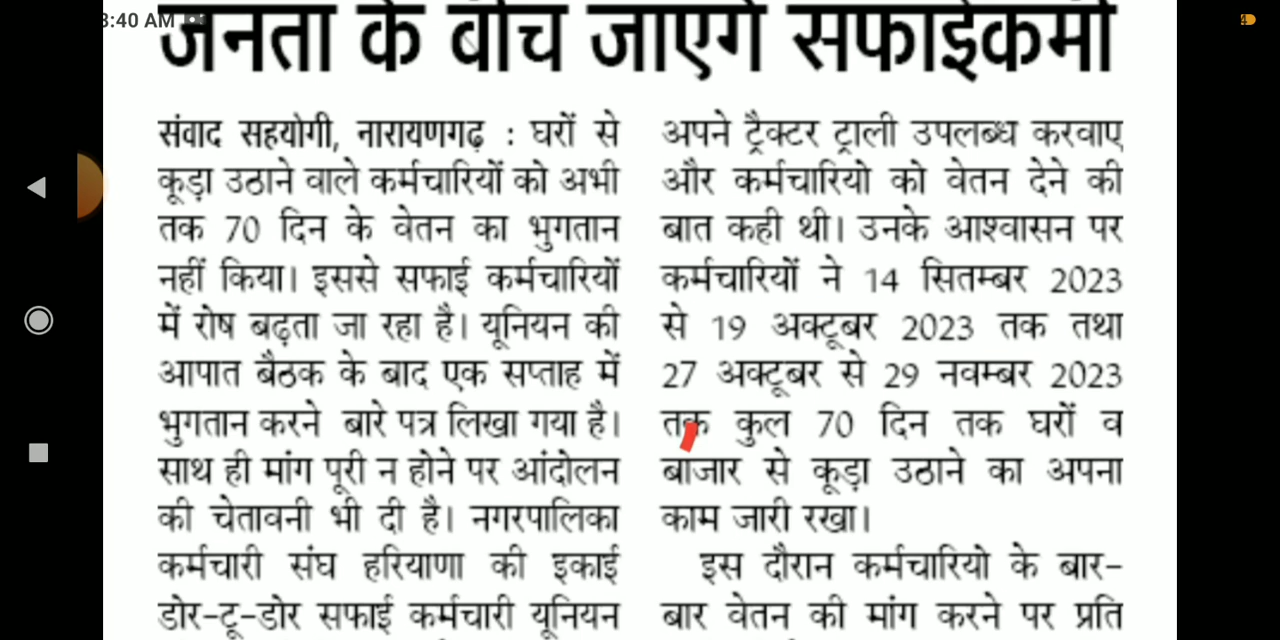 3:40 AM
जनता के बीच जाएंगे सफाईकर्मी
संवाद सहयोगी, नारायणगढ़ : घरों से
कूड़ा उठाने वाले कर्मचारियों को अभी
तक 70 दिन के वेतन का भुगतान
नहीं किया। इससे सफाई कर्मचारियों
में रोष बढ़ता जा रहा है। यूनियन की
आपात बैठक के बाद एक सप्ताह में
भुगतान करने बारे पत्र लिखा गया है।
साथ ही मांग पूरी न होने पर आंदोलन
की चेतावनी भी दी है। नगरपालिका
कर्मचारी संघ हरियाणा की इकाई
डोर-टू-डोर सफाई कर्मचारी यूनियन
अपने ट्रैक्टर ट्राली उपलब्ध करवाए
और कर्मचारियो को वेतन देने की
बात कही थी। उनके आश्वासन पर
कर्मचारियों ने 14 सितम्बर 2023
से 19 अक्टूबर 2023 तक तथा
27 अक्टूबर से 29 नवम्बर 2023
तक कुल 70 दिन तक घरों व
बाजार से कूड़ा उठाने का अपना
काम जारी रखा।
इस दौरान कर्मचारियो के बार-
बार वेतन की मांग करने पर प्रति